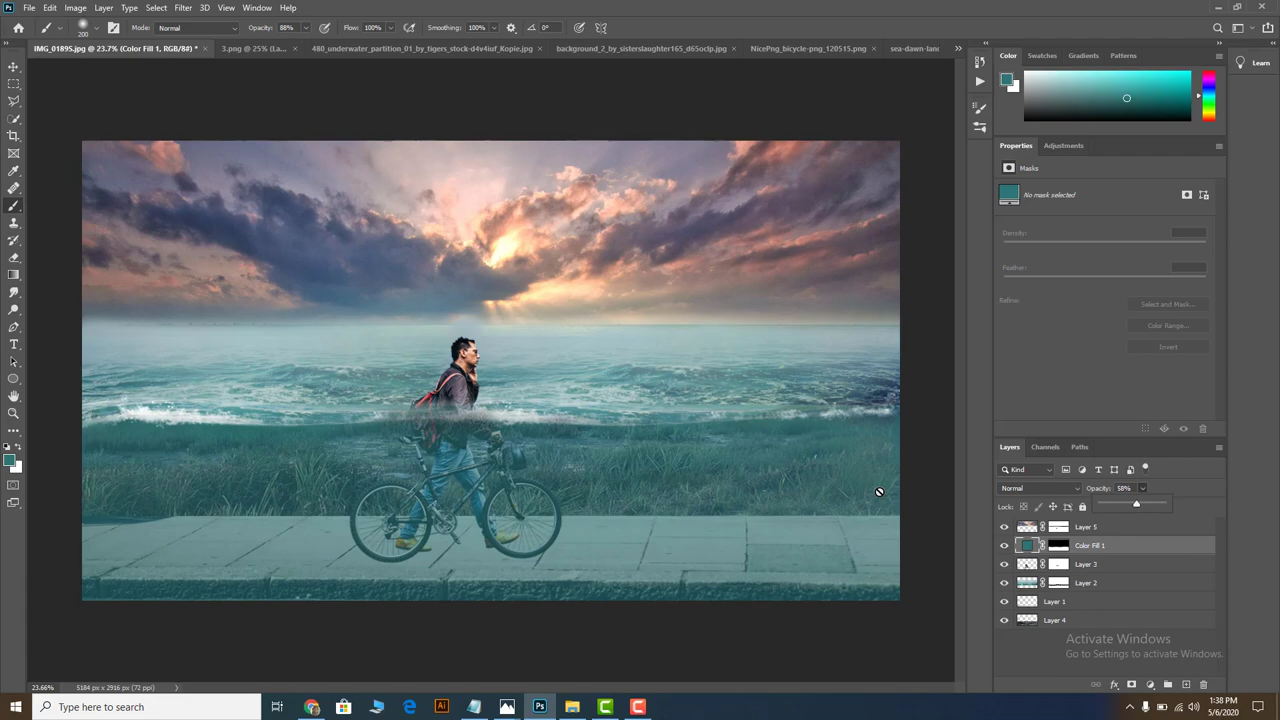 File Edit Image Layer Type Select Filter 3D View Window Help
200 Mode: Normal Opacity: 88% Flow: 100% Smoothing: 100% 0°
IMG_0189S.jpg @ 23.7% (Color Fill 1, RGB/8#) * × 3.png @ 25% (La... × 480_underwater_partition_01_by_tigers_stock-d4v4iuf_Kopie.jpg × background_2_by_sisterslaughter165_d65oclp.jpg × NicePng_bicycle-png_120515.png × sea-dawn-land
Color Swatches Gradients Patterns
Learn
Properties Adjustments
Masks
No mask selected
Density:
Feather:
Refine:
Select and Mask...
Color Range...
Invert
Layers Channels Paths
Kind
Normal Opacity: 58%
Lock:
Layer 5
Color Fill 1
Layer 3
Layer 2
Layer 1
Layer 4
Activate Windows
Go to Settings to activate Windows.
23.66% 5184 px x 2916 px (72 ppi)
Type here to search
1:38 PM
5/6/2020